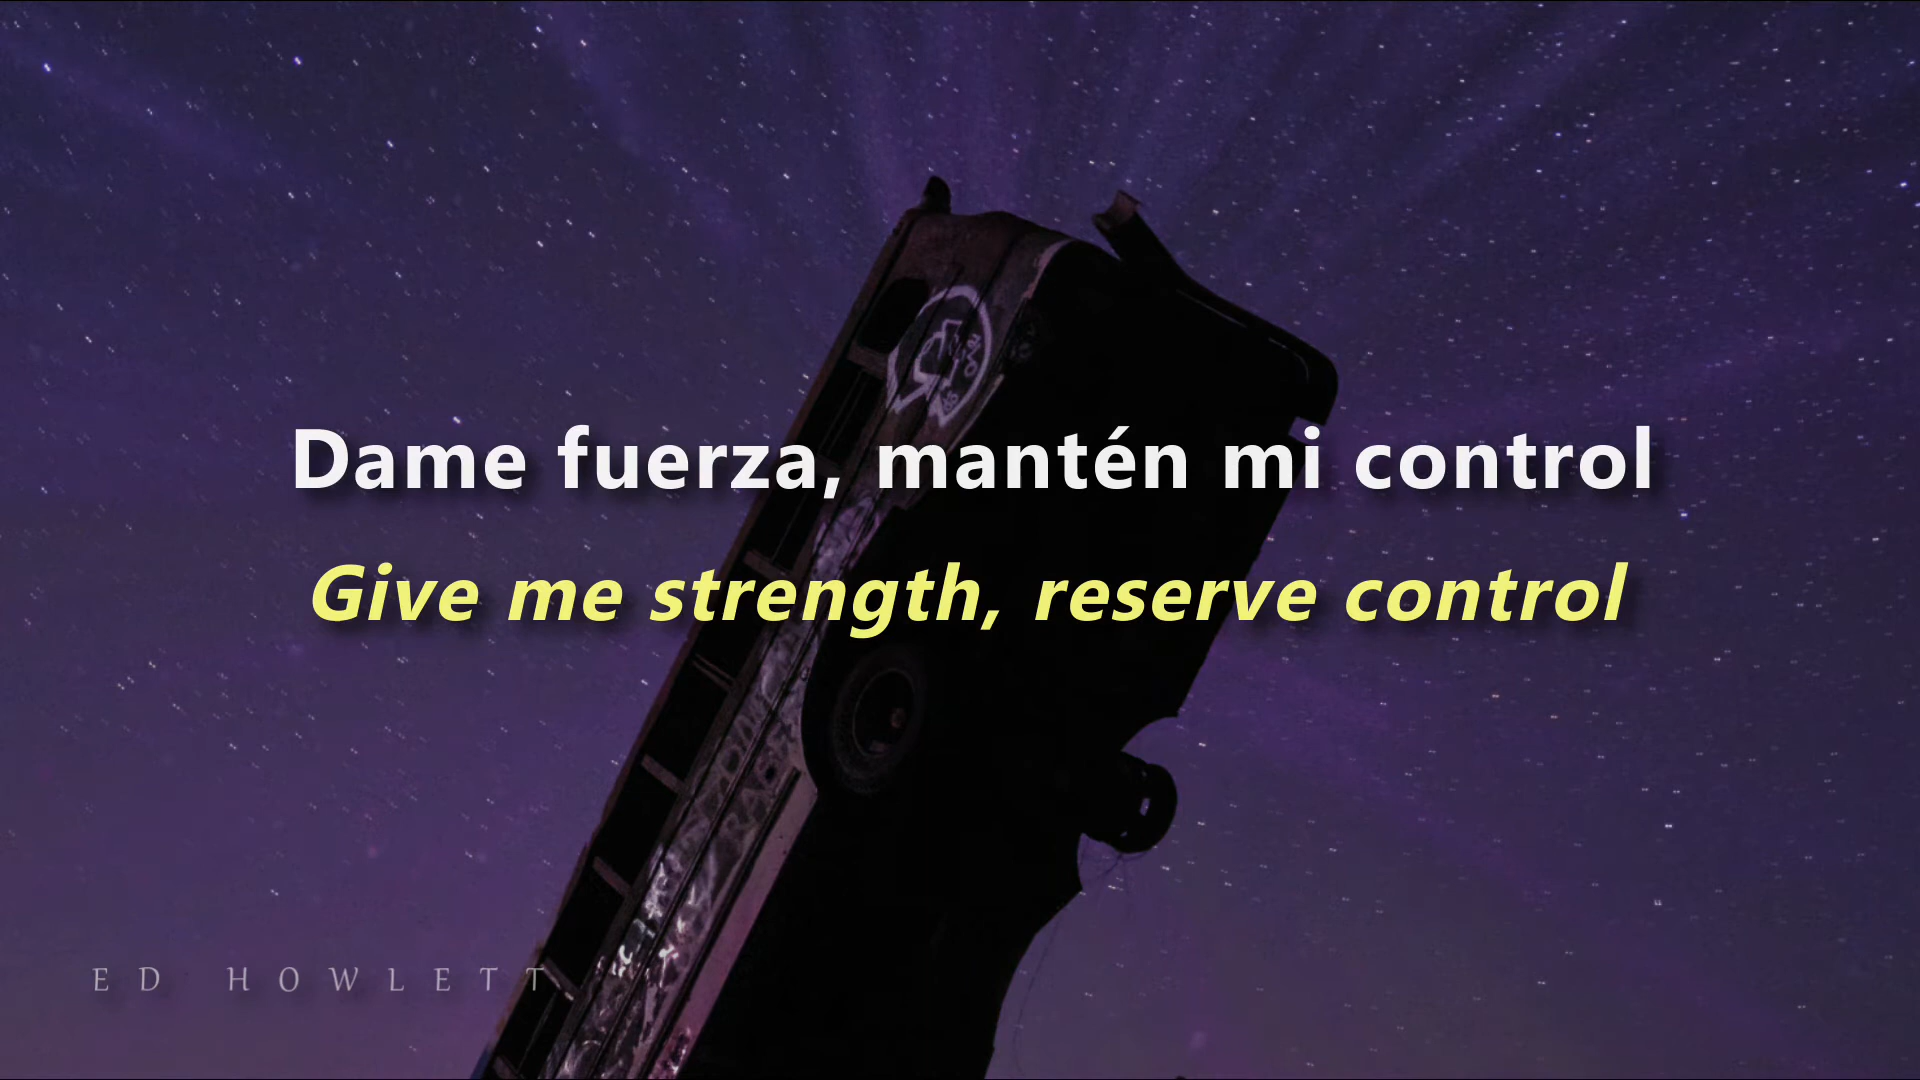 Dame fuerza, mantén mi control
Give me strength, reserve control
ED HOWLETT